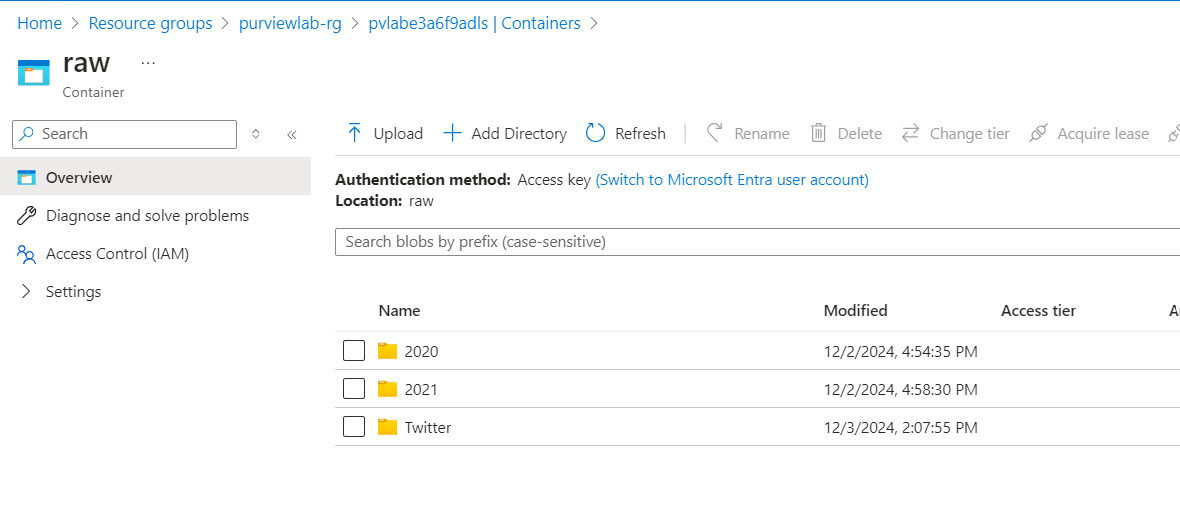 Home > Resource groups > purviewlab-rg > pvlabe3a6f9adls | Containers >
raw ...
Container
Search
Upload Add Directory Refresh Rename Delete Change tier Acquire lease
Overview
Diagnose and solve problems
Access Control (IAM)
Settings
Authentication method: Access key (Switch to Microsoft Entra user account)
Location: raw
Search blobs by prefix (case-sensitive)
Name Modified Access tier
2020 12/2/2024, 4:54:35 PM
2021 12/2/2024, 4:58:30 PM
Twitter 12/3/2024, 2:07:55 PM